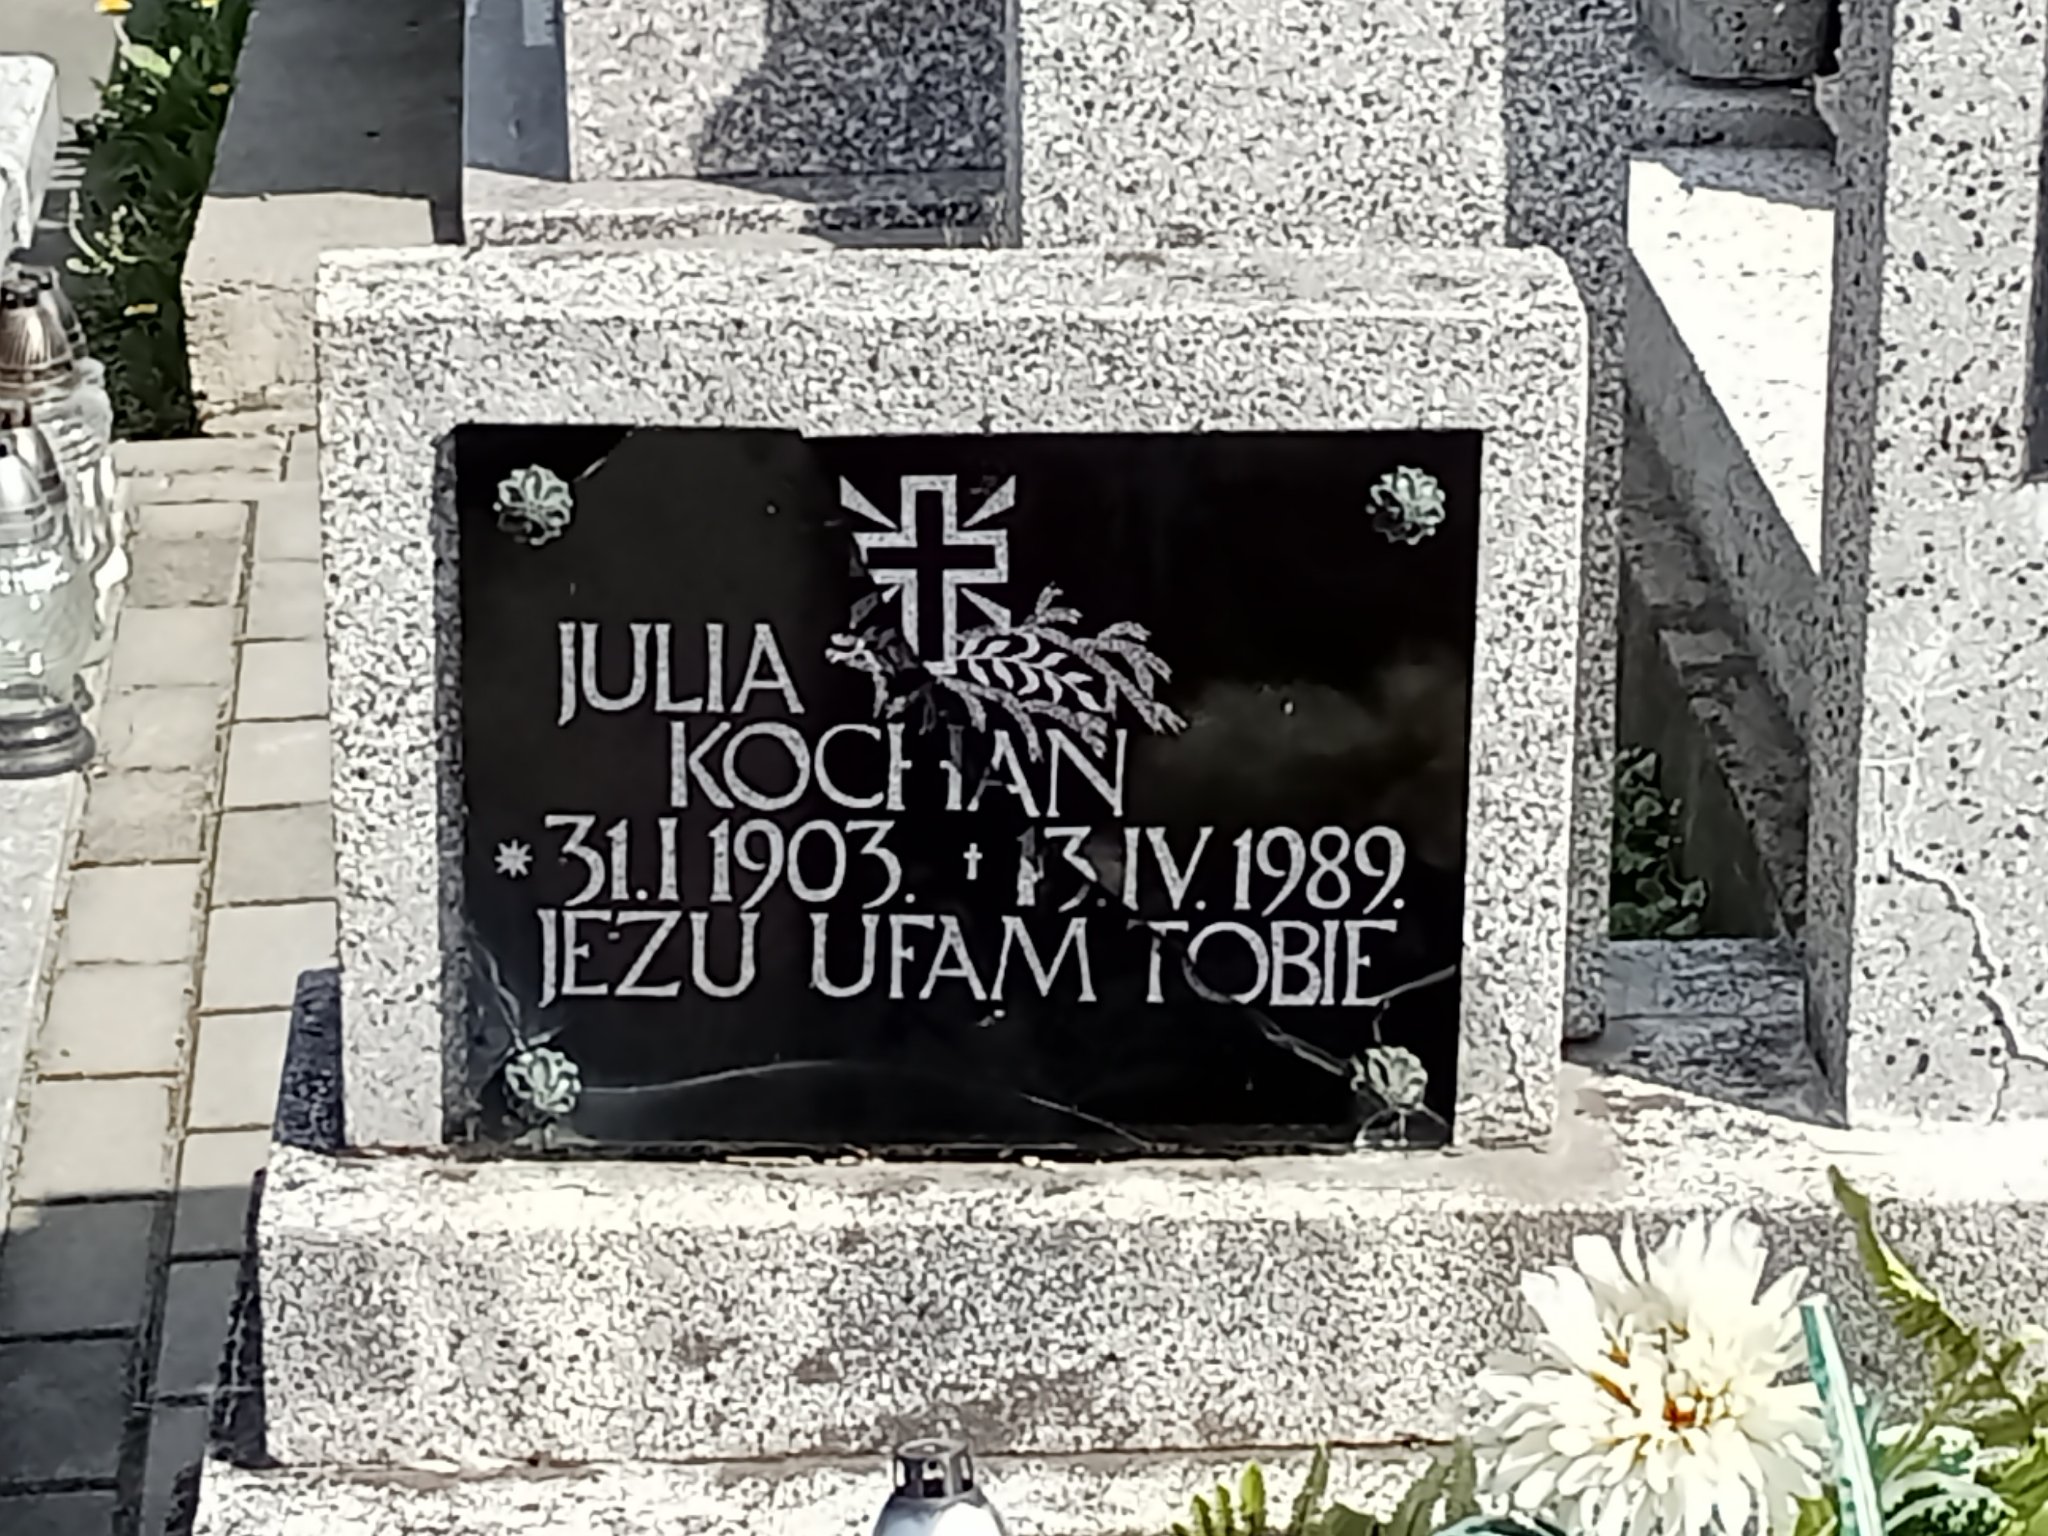 JULIA
KOCHAN
* 31.I 1903. † 13.IV. 1989.
JEZU UFAM TOBIE